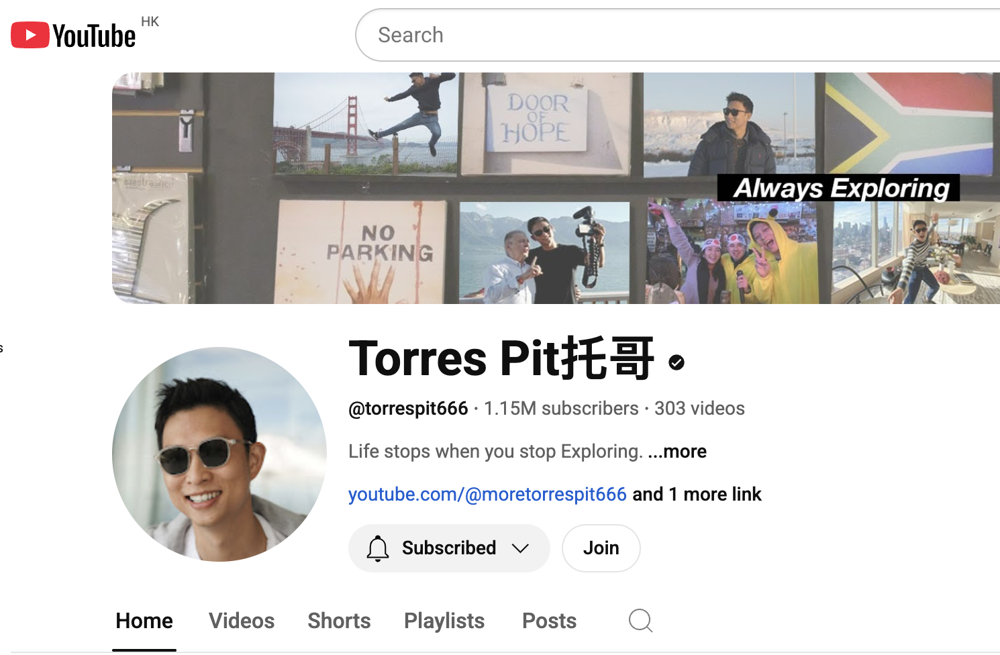 YouTube HK
Search
DOOR
OF
HOPE
Always Exploring
NO
PARKING
Torres Pit托哥
@torrespit666 · 1.15M subscribers · 303 videos
Life stops when you stop Exploring. ...more
youtube.com/@moretorrespit666 and 1 more link
Subscribed
Join
Home Videos Shorts Playlists Posts